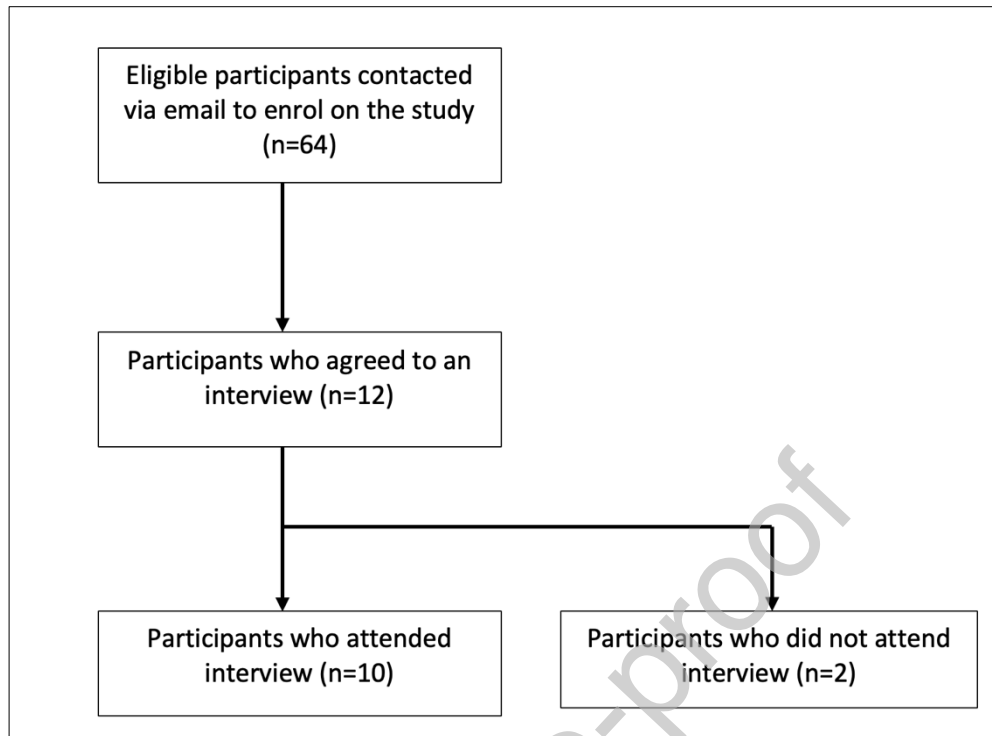 Eligible participants contacted
via email to enrol on the study
(n=64)
Participants who agreed to an
interview (n=12)
Participants who attended
interview (n=10)
Participants who did not attend
interview (n=2)
-proof